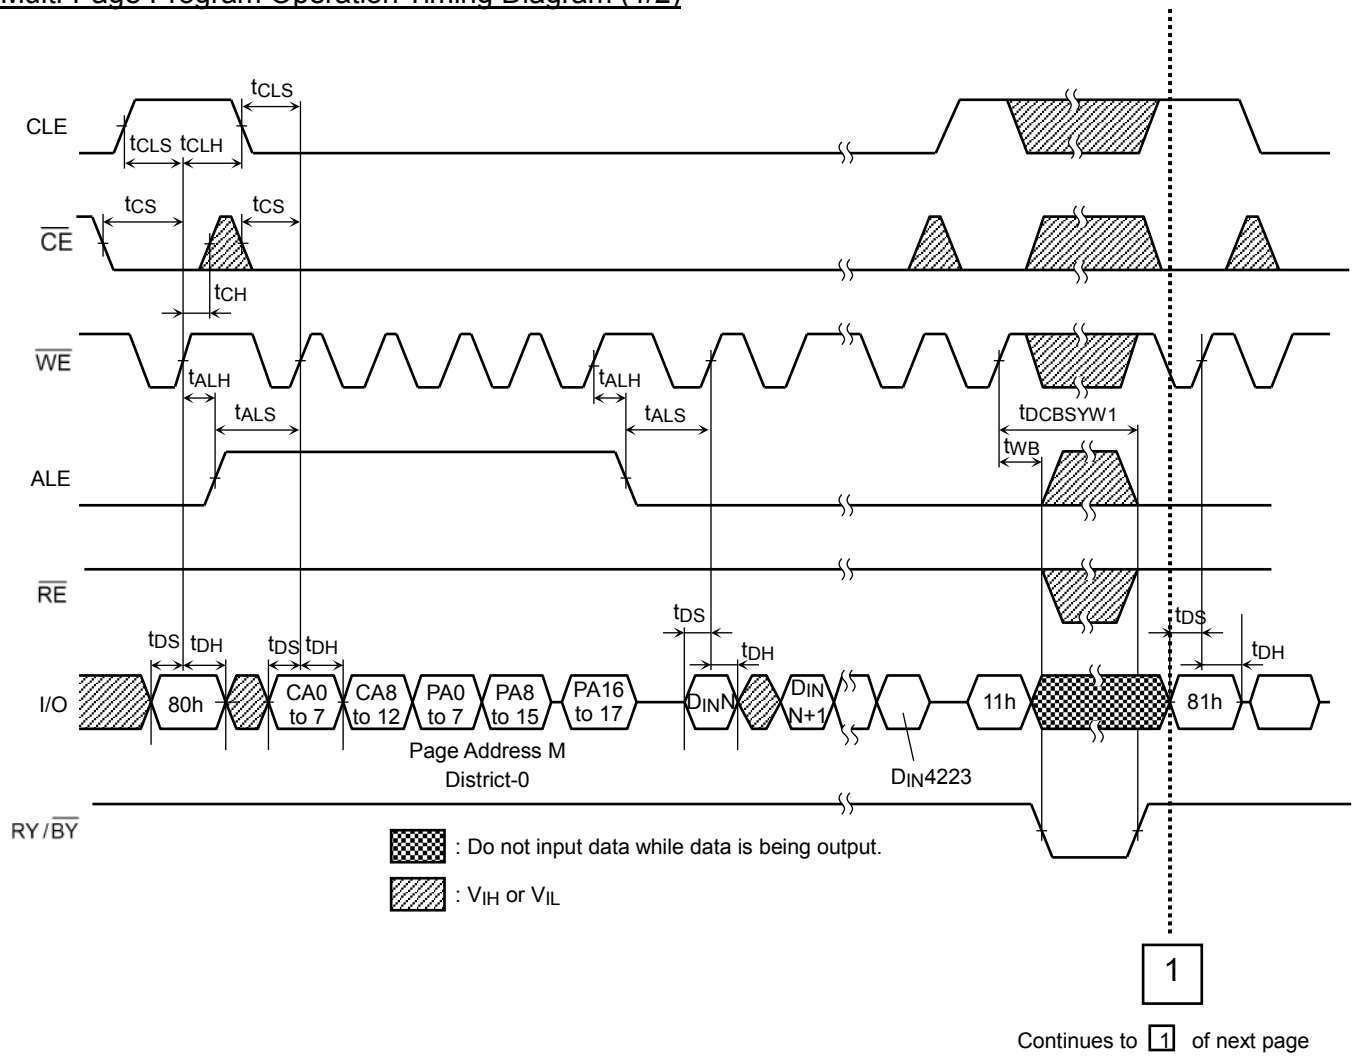 Multi-Page Program Operation Timing Diagram (1/2)
tCLS
CLE
tCLS tCLH
tCS tCS
CE
tCH
WE
tALH tALH
tALS tALS tDCBSYW1
tWB
ALE
RE
tDS tDS
tDS tDH tDS tDH tDH tDH
I/O 80h CA0 to 7 CA8 to 12 PA0 to 7 PA8 to 15 PA16 to 17 DINN DIN N+1 11h 81h
Page Address M
District-0
DIN4223
RY/BY
: Do not input data while data is being output.
: VIH or VIL
1
Continues to 1 of next page